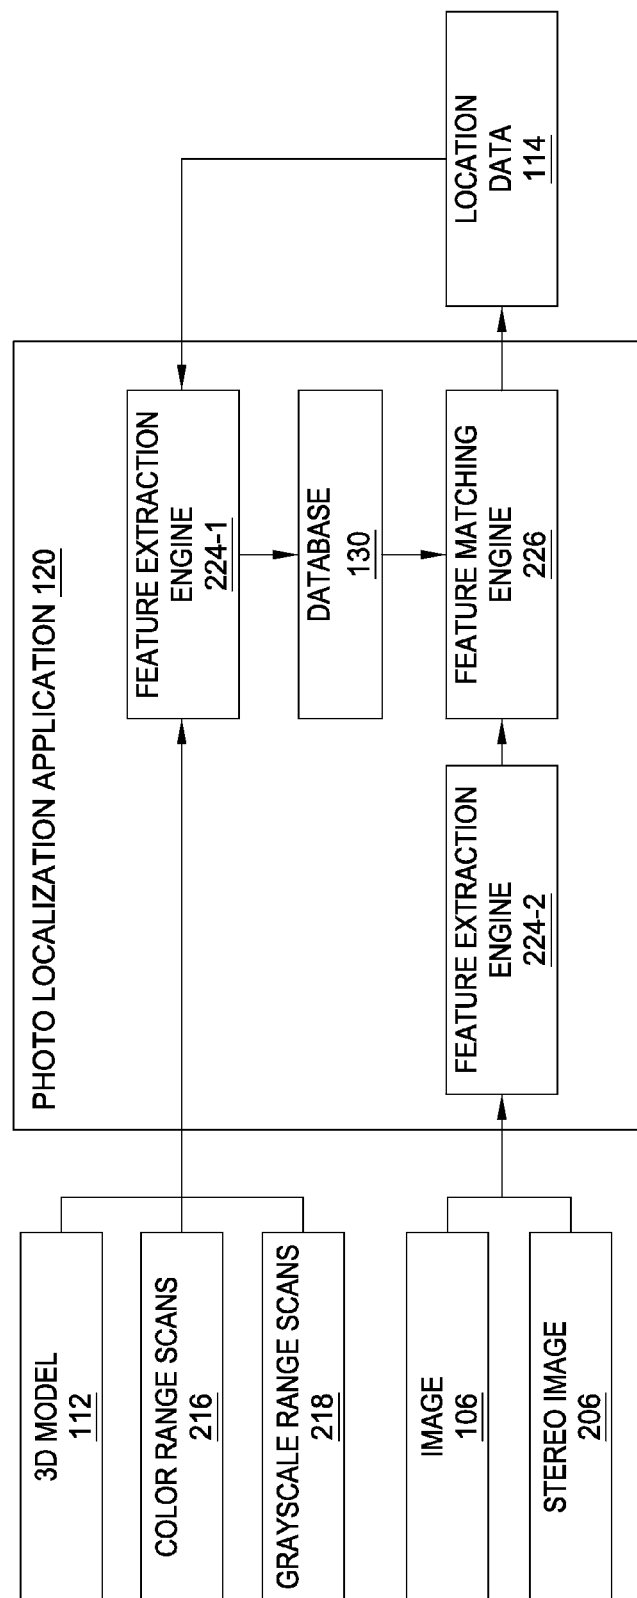 PHOTO LOCALIZATION APPLICATION 120
3D MODEL
112
COLOR RANGE SCANS
216
GRAYSCALE RANGE SCANS
218
IMAGE
106
STEREO IMAGE
206
FEATURE EXTRACTION
ENGINE
224-1
DATABASE
130
FEATURE EXTRACTION
ENGINE
224-2
FEATURE MATCHING
ENGINE
226
LOCATION
DATA
114